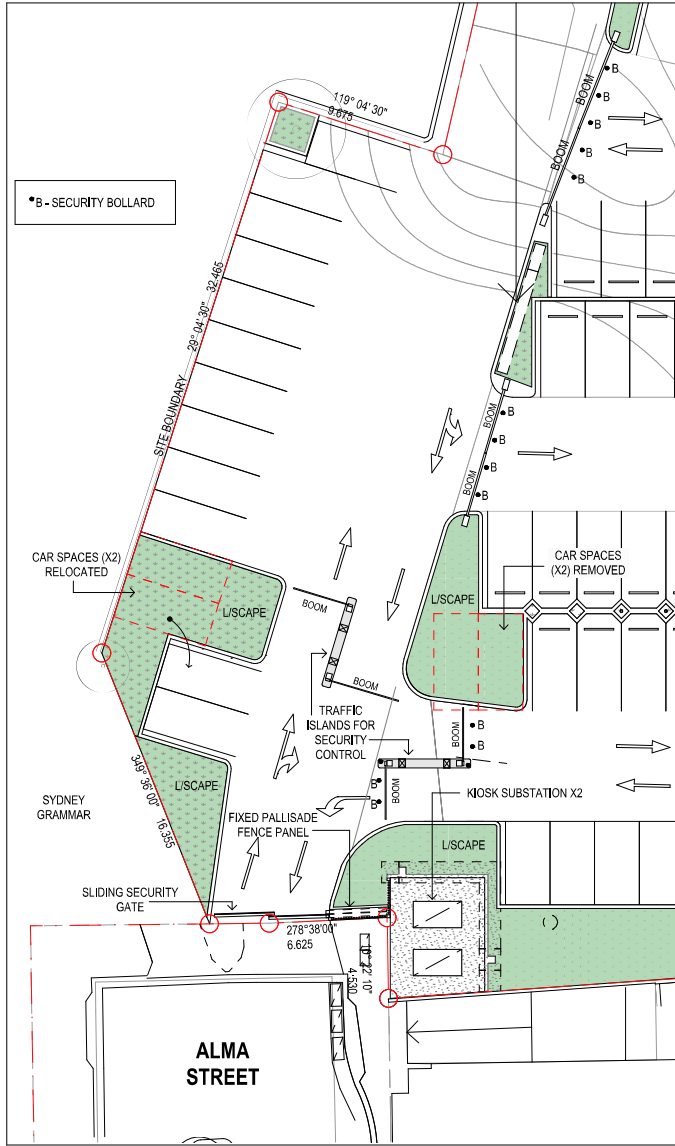 119° 04' 30"
9.675
BOOM
B
B
B
B
B
BOOM
B - SECURITY BOLLARD
29° 04' 30" 32.465
SITE BOUNDARY
BOOM
B
B
B
B
BOOM
CAR SPACES (X2)
RELOCATED
CAR SPACES
(X2) REMOVED
L/SCAPE
BOOM
L/SCAPE
BOOM
TRAFFIC
ISLANDS FOR
SECURITY
CONTROL
BOOM
B
B
349° 36' 00" 16.355
L/SCAPE
B
B
BOOM
KIOSK SUBSTATION X2
SYDNEY
GRAMMAR
FIXED PALLISADE
FENCE PANEL
L/SCAPE
SLIDING SECURITY
GATE
278°38'00"
6.625
10° 22' 10"
4.530
ALMA
STREET